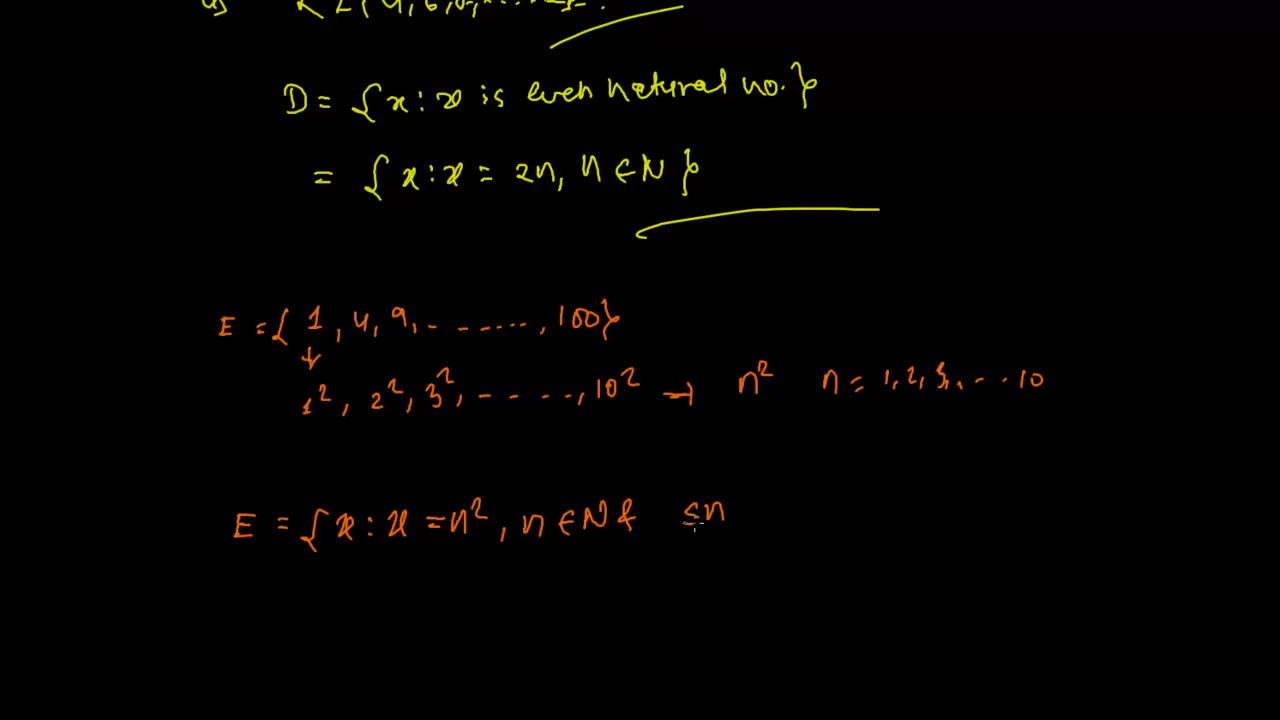 D = {x : x is even natural no.}
= {x : x = 2n, n ∈ N}
E = { 1, 4, 9, - - ....., 100}
1², 2², 3², - - - - .., 10² → n² n = 1, 2, 3, - - . 10
E = {x : x = n², n ∈ N & ≤n